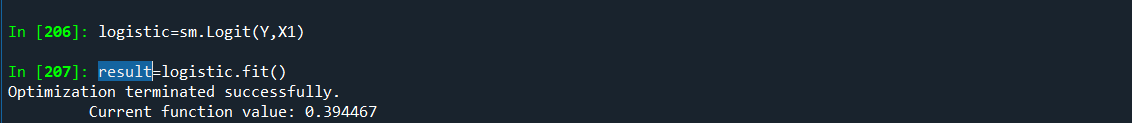 In [206]: logistic=sm.Logit(Y,X1)
In [207]: result=logistic.fit()
Optimization terminated successfully.
Current function value: 0.394467